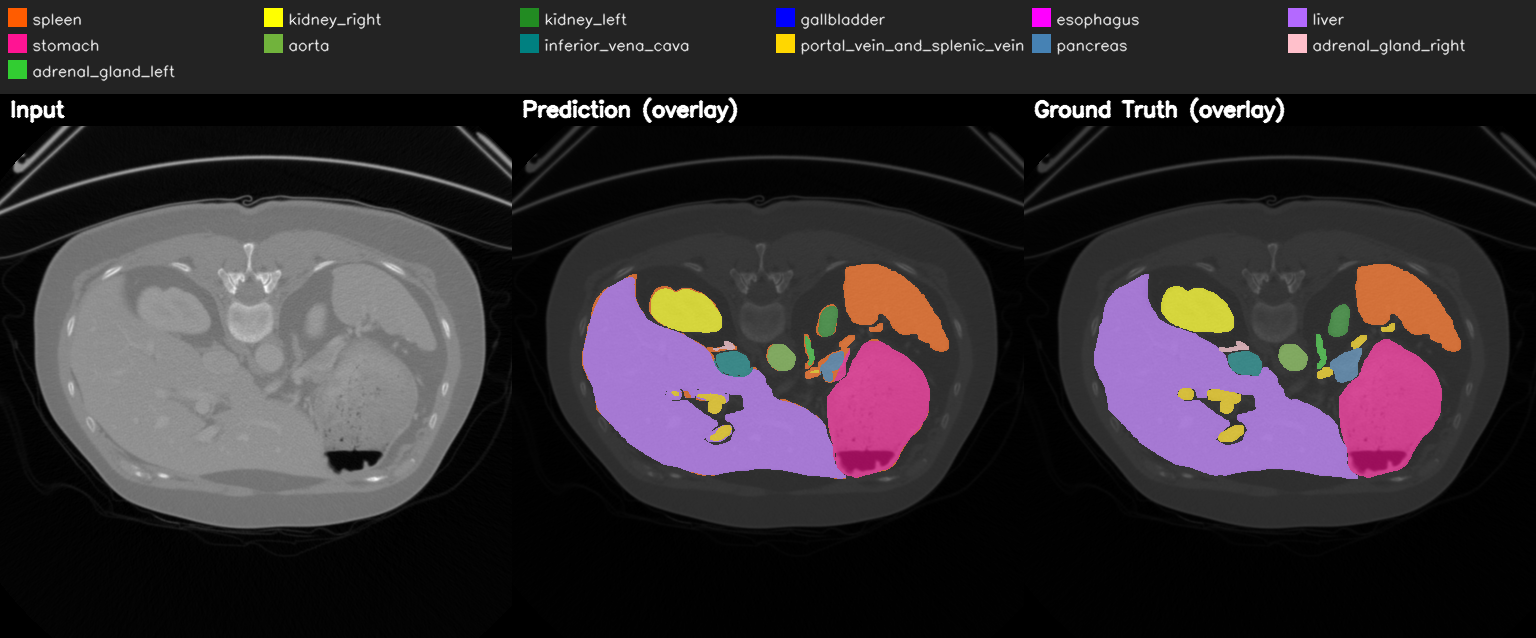 spleen kidney_right kidney_left gallbladder esophagus liver
stomach aorta inferior_vena_cava portal_vein_and_splenic_vein pancreas adrenal_gland_right
adrenal_gland_left
Input Prediction (overlay) Ground Truth (overlay)